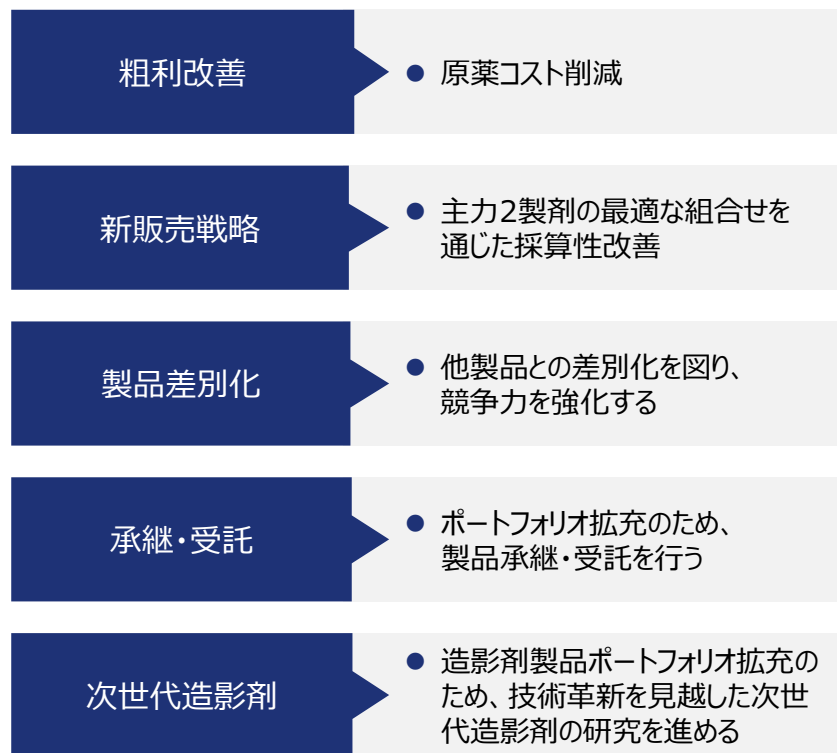 粗利改善
● 原薬コスト削減
新販売戦略
● 主力2製剤の最適な組合せを
通じた採算性改善
製品差別化
● 他製品との差別化を図り、
競争力を強化する
承継・受託
● ポートフォリオ拡充のため、
製品承継・受託を行う
次世代造影剤
● 造影剤製品ポートフォリオ拡充の
ため、技術革新を見越した次世
代造影剤の研究を進める